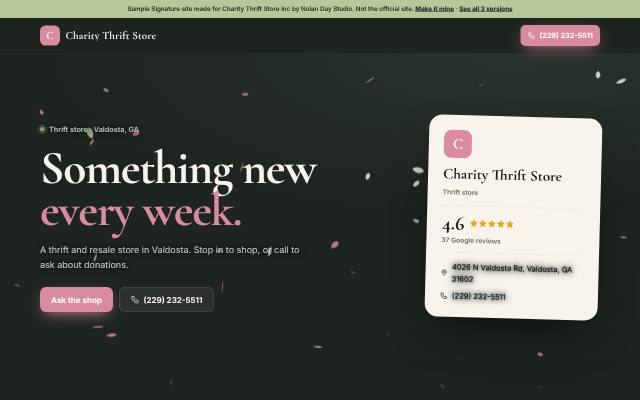 Sample Signature site made for Charity Thrift Store Inc by Nolan Day Studio. Not the official site. Make it mine · See all 3 versions
C Charity Thrift Store
(229) 232-5511
Thrift store, Valdosta, GA
Something new
every week.
A thrift and resale store in Valdosta. Stop in to shop, or call to
ask about donations.
Ask the shop
(229) 232-5511
C
Charity Thrift Store
Thrift store
4.6 ★★★★★
37 Google reviews
4026 N Valdosta Rd, Valdosta, GA
31602
(229) 232-5511